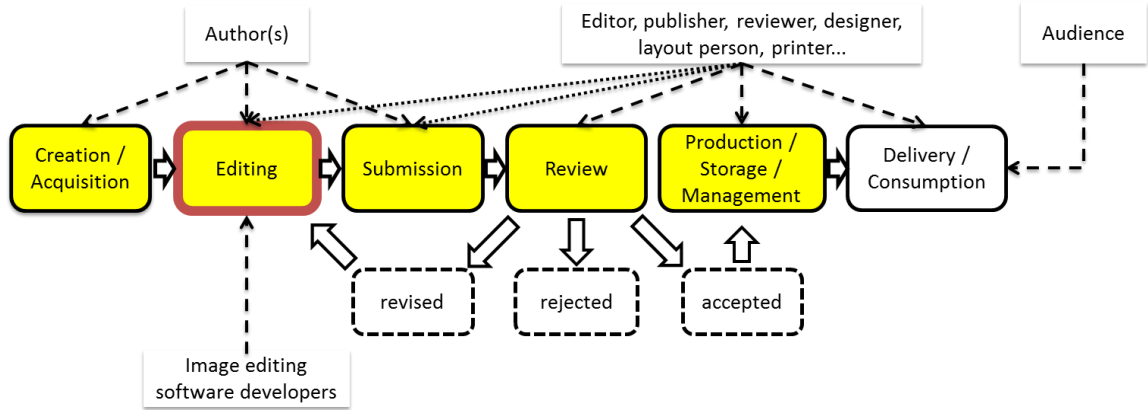 Author(s)
Editor, publisher, reviewer, designer,
layout person, printer...
Audience
Creation /
Acquisition
Editing
Submission
Review
Production /
Storage /
Management
Delivery /
Consumption
revised
rejected
accepted
Image editing
software developers